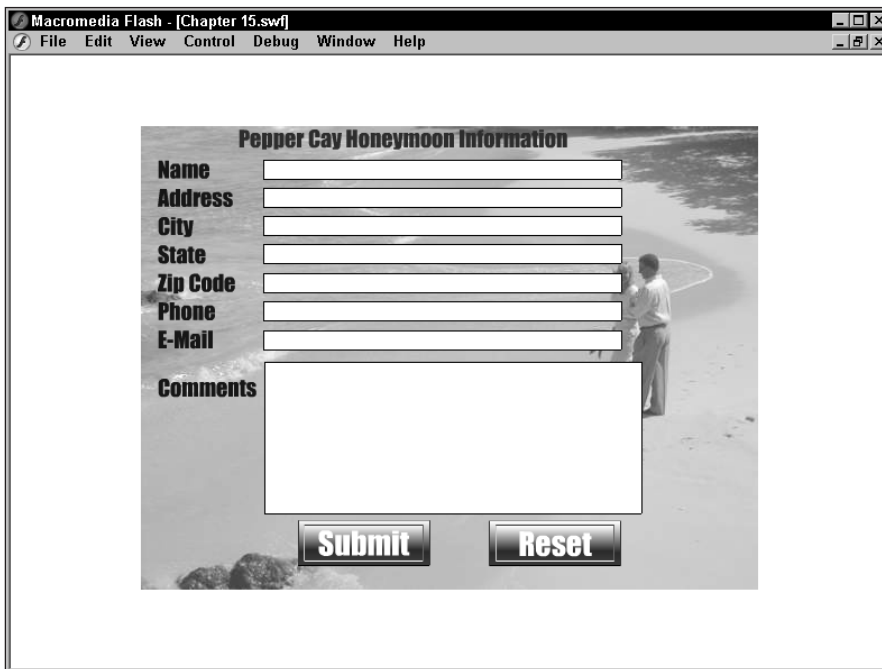 Macromedia Flash - [Chapter 15.swf]
File Edit View Control Debug Window Help
Pepper Cay Honeymoon Information
Name
Address
City
State
Zip Code
Phone
E-Mail
Comments
Submit Reset